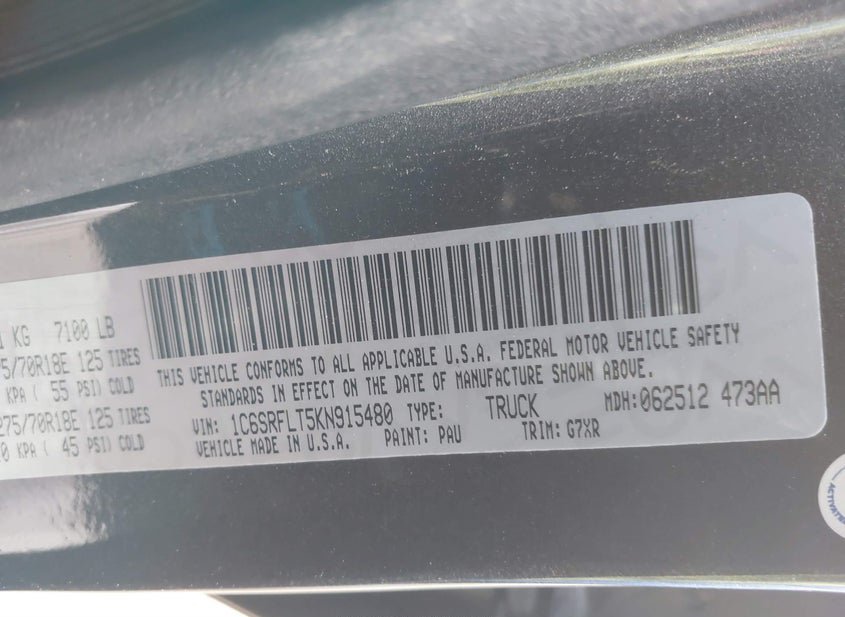 KG 7100 LB
/70R18E 125 TIRES
KPA ( 55 PSI) COLD
275/70R18E 125 TIRES
KPA ( 45 PSI) COLD
THIS VEHICLE CONFORMS TO ALL APPLICABLE U.S.A. FEDERAL MOTOR VEHICLE SAFETY
STANDARDS IN EFFECT ON THE DATE OF MANUFACTURE SHOWN ABOVE.
VIN: 1C6SRFLT5KN915480 TYPE: TRUCK MDH: 062512 473AA
VEHICLE MADE IN U.S.A. PAINT: PAU TRIM: G7XR